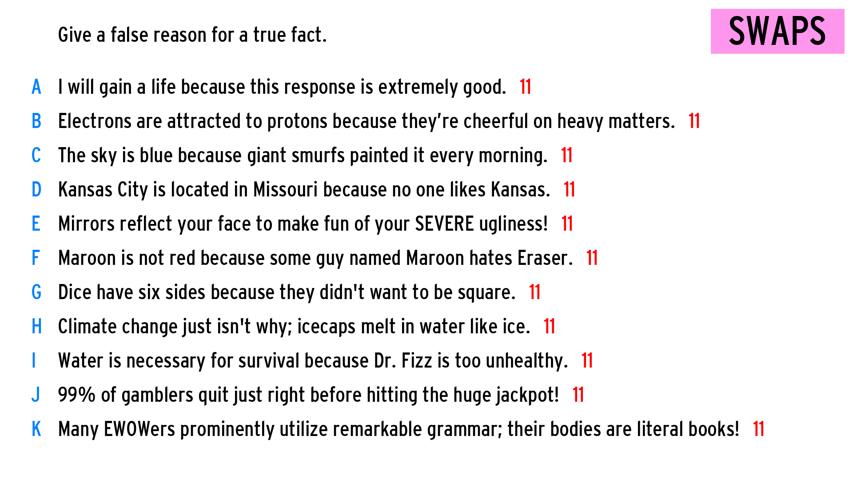 Give a false reason for a true fact.
SWAPS
A I will gain a life because this response is extremely good. 11
B Electrons are attracted to protons because they're cheerful on heavy matters. 11
C The sky is blue because giant smurfs painted it every morning. 11
D Kansas City is located in Missouri because no one likes Kansas. 11
E Mirrors reflect your face to make fun of your SEVERE ugliness! 11
F Maroon is not red because some guy named Maroon hates Eraser. 11
G Dice have six sides because they didn't want to be square. 11
H Climate change just isn't why; icecaps melt in water like ice. 11
I Water is necessary for survival because Dr. Fizz is too unhealthy. 11
J 99% of gamblers quit just right before hitting the huge jackpot! 11
K Many EWOWers prominently utilize remarkable grammar; their bodies are literal books! 11